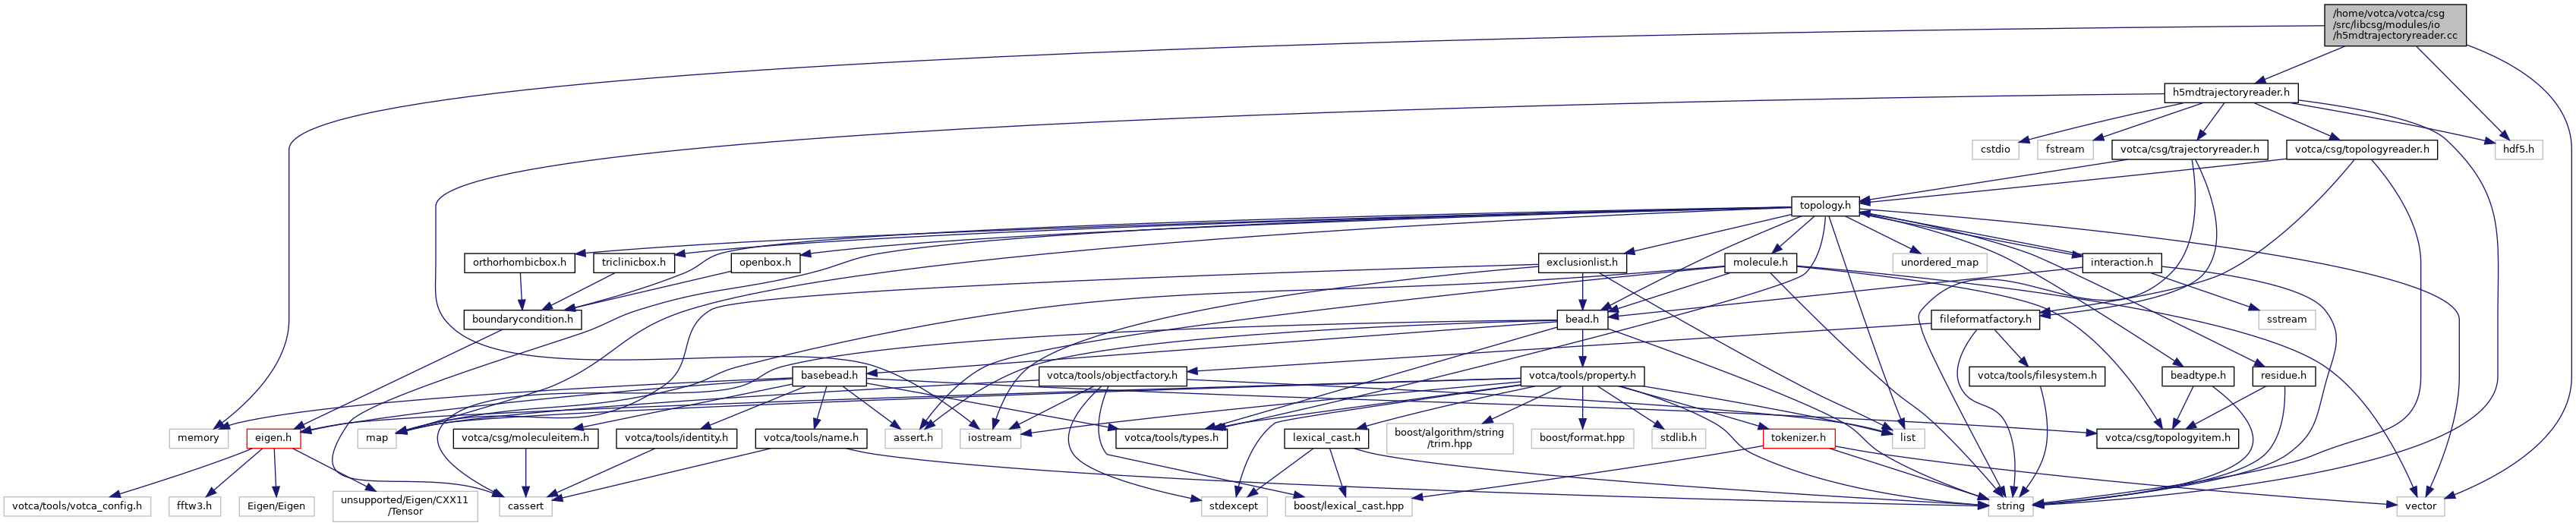 /home/votca/votca/csg
/src/libcsg/modules/io
/h5mdtrajectoryreader.cc
h5mdtrajectoryreader.h
cstdio
fstream
votca/csg/trajectoryreader.h
votca/csg/topologyreader.h
hdf5.h
topology.h
orthorhombicbox.h
triclinicbox.h
openbox.h
exclusionlist.h
molecule.h
unordered_map
interaction.h
boundarycondition.h
bead.h
fileformatfactory.h
sstream
basebead.h
votca/tools/objectfactory.h
votca/tools/property.h
votca/tools/filesystem.h
beadtype.h
residue.h
memory
eigen.h
map
votca/csg/moleculeitem.h
votca/tools/identity.h
votca/tools/name.h
assert.h
iostream
votca/tools/types.h
lexical_cast.h
boost/algorithm/string
/trim.hpp
boost/format.hpp
stdlib.h
tokenizer.h
list
votca/csg/topologyitem.h
votca/tools/votca_config.h
fftw3.h
Eigen/Eigen
unsupported/Eigen/CXX11
/Tensor
cassert
stdexcept
boost/lexical_cast.hpp
string
vector